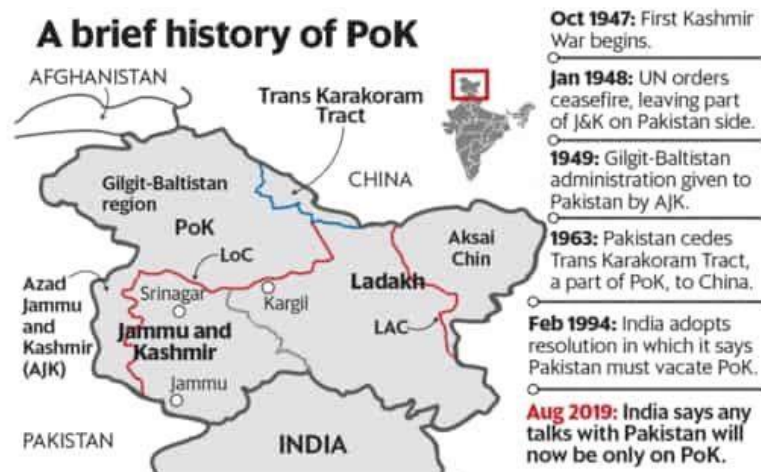 A brief history of PoK
AFGHANISTAN
Trans Karakoram
Tract
CHINA
Gilgit-Baltistan
region
PoK
LoC
Aksai
Chin
Ladakh
Azad
Jammu
and
Kashmir
(AJK)
Srinagar
Kargil
Jammu and
Kashmir
LAC
Jammu
PAKISTAN
INDIA
Oct 1947: First Kashmir
War begins.
Jan 1948: UN orders
ceasefire, leaving part
of J&K on Pakistan side.
1949: Gilgit-Baltistan
administration given to
Pakistan by AJK.
1963: Pakistan cedes
Trans Karakoram Tract,
a part of PoK, to China.
Feb 1994: India adopts
resolution in which it says
Pakistan must vacate PoK.
Aug 2019: India says any
talks with Pakistan will
now be only on PoK.